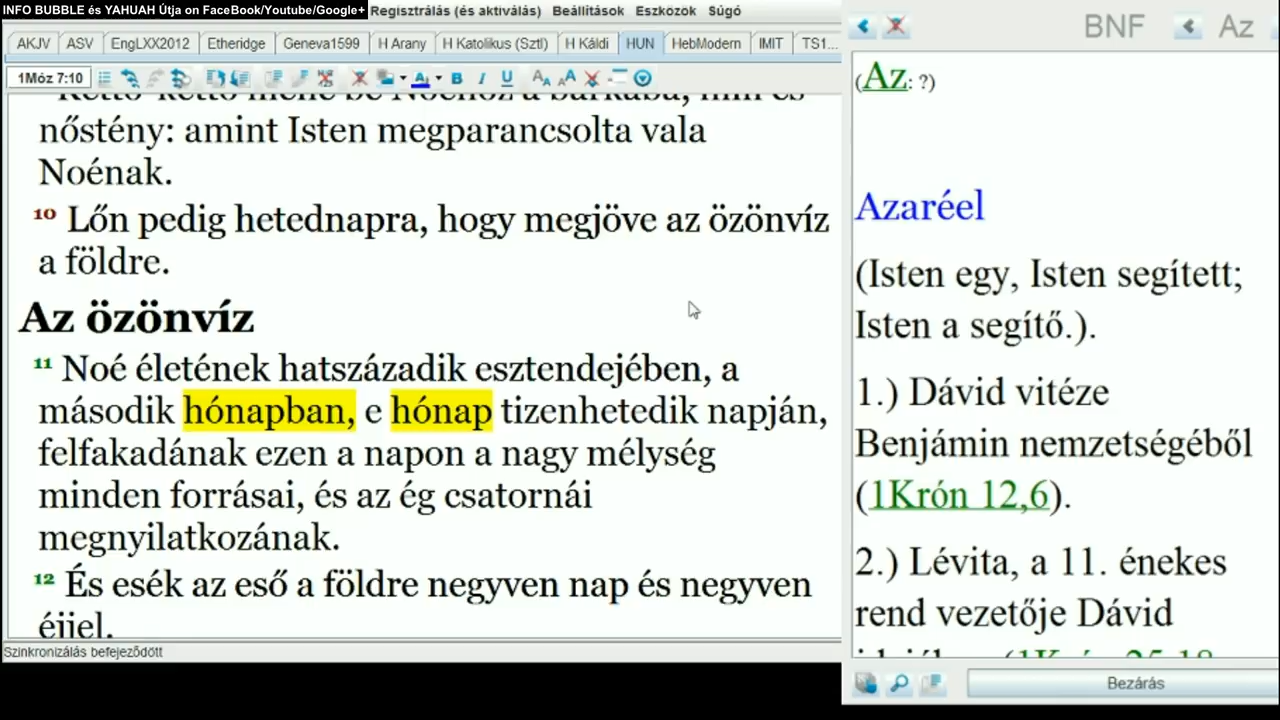 INFO BUBBLE és YAHUAH Útja on FaceBook/Youtube/Google+ Regisztrálás (és aktiválás) Beállítások Eszközök Súgó
AKJV ASV EngLXX2012 Etheridge Geneva1599 H Arany H Katolikus (SztI) H Káldi HUN HebModern IMIT TS1...
1Móz 7:10
nőstény: amint Isten megparancsolta vala
Noénak.
10 Lőn pedig hetednapra, hogy megjöve az özönvíz
a földre.
Az özönvíz
11 Noé életének hatszázadik esztendejében, a
második hónapban, e hónap tizenhetedik napján,
felfakadának ezen a napon a nagy mélység
minden forrásai, és az ég csatornái
megnyilatkozának.
12 És esék az eső a földre negyven nap és negyven
éjjel.
Szinkronizálás befejeződött
BNF Az
(Az: ?)
Azaréel
(Isten egy, Isten segített;
Isten a segítő.).
1.) Dávid vitéze
Benjámin nemzetségéből
(1Krón 12,6).
2.) Lévita, a 11. énekes
rend vezetője Dávid
Bezárás